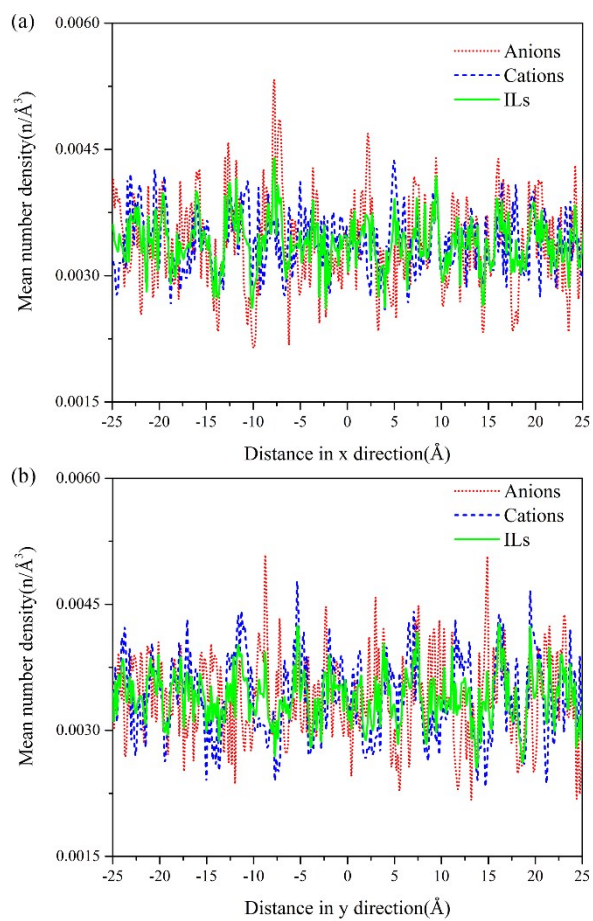 (a)
0.0060
0.0045
0.0030
0.0015
Mean number density(n/Å³)
Anions
Cations
ILs
-25 -20 -15 -10 -5 0 5 10 15 20 25
Distance in x direction(Å)
(b)
0.0060
0.0045
0.0030
0.0015
Mean number density(n/Å³)
Anions
Cations
ILs
-25 -20 -15 -10 -5 0 5 10 15 20 25
Distance in y direction(Å)